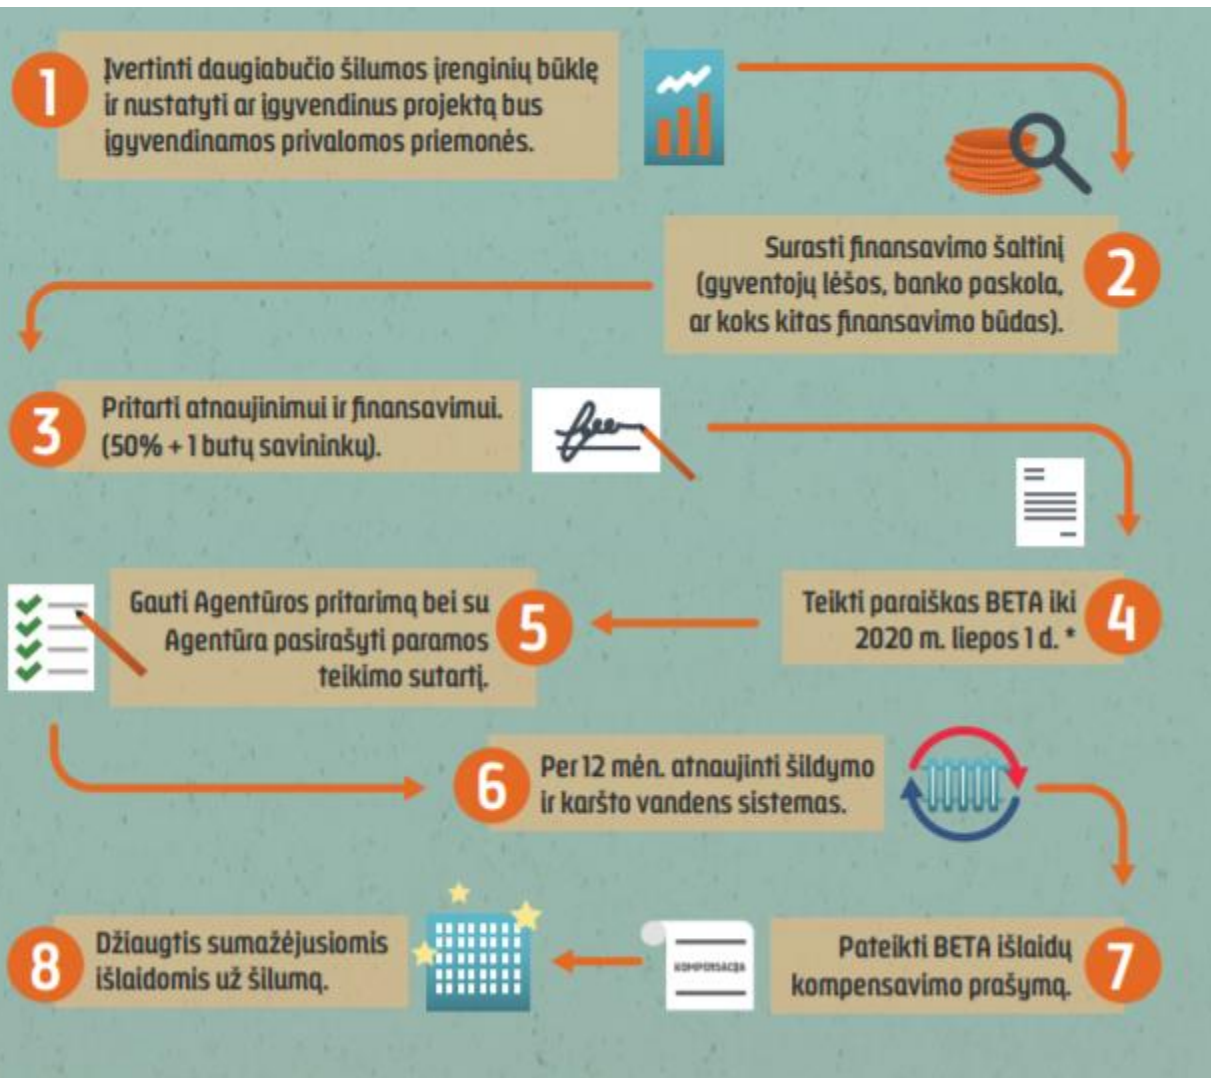 1
Įvertinti daugiabučio šilumos įrenginių būklę
ir nustatyti ar įgyvendinus projektą bus
įgyvendinamos privalomos priemonės.
Surasti finansavimo šaltinį
(gyventojų lėšos, banko paskola,
ar koks kitas finansavimo būdas).
2
3
Pritarti atnaujinimui ir finansavimui.
(50% + 1 butų savininkų).
Teikti paraiškas BETA iki
2020 m. liepos 1 d. *
4
Gauti Agentūros pritarimą bei su
Agentūra pasirašyti paramos
teikimo sutartį.
5
6
Per 12 mėn. atnaujinti šildymo
ir karšto vandens sistemas.
Pateikti BETA išlaidų
kompensavimo prašymą.
7
KOMPENSACIJA
8
Džiaugtis sumažėjusiomis
išlaidomis už šilumą.